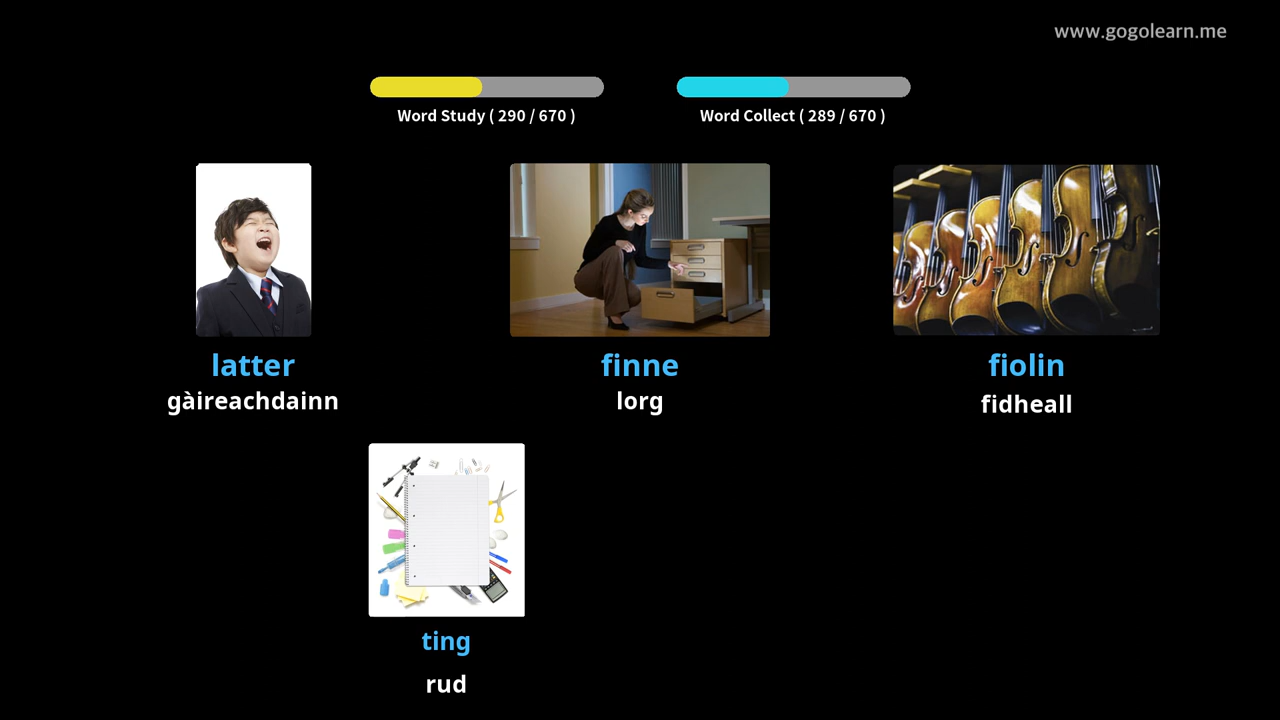 www.gogolearn.me
Word Study ( 290 / 670 )
Word Collect ( 289 / 670 )
latter
gàireachdainn
finne
lorg
fiolin
fidheall
ting
rud